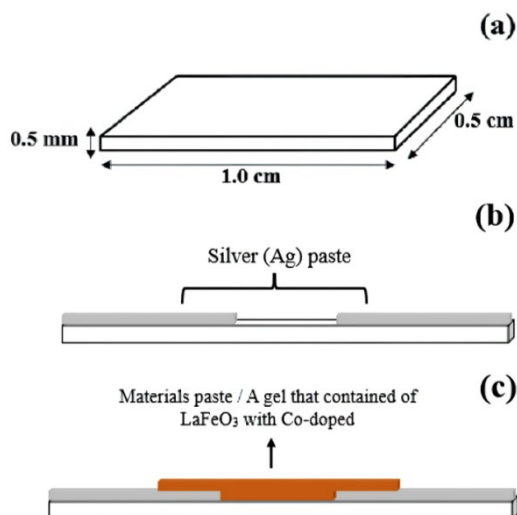 (a)
0.5 mm
0.5 cm
1.0 cm
(b)
Silver (Ag) paste
(c)
Materials paste / A gel that contained of
LaFeO₃ with Co-doped